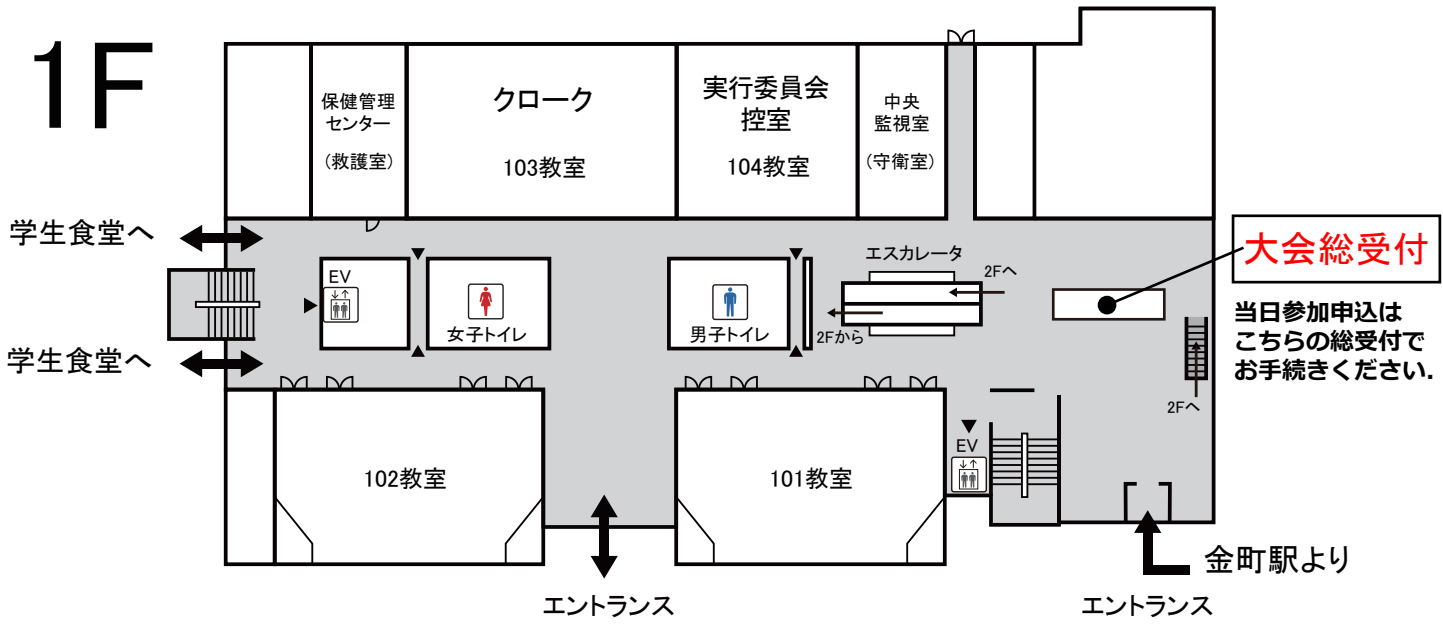 1F
保健管理
センター
(救護室)
クローク
103教室
実行委員会
控室
104教室
中央
監視室
(守衛室)
学生食堂へ
学生食堂へ
EV
女子トイレ
男子トイレ
エスカレータ
2Fへ
2Fから
大会総受付
当日参加申込は
こちらの総受付で
お手続きください.
2Fへ
102教室
101教室
EV
エントランス
金町駅より
エントランス